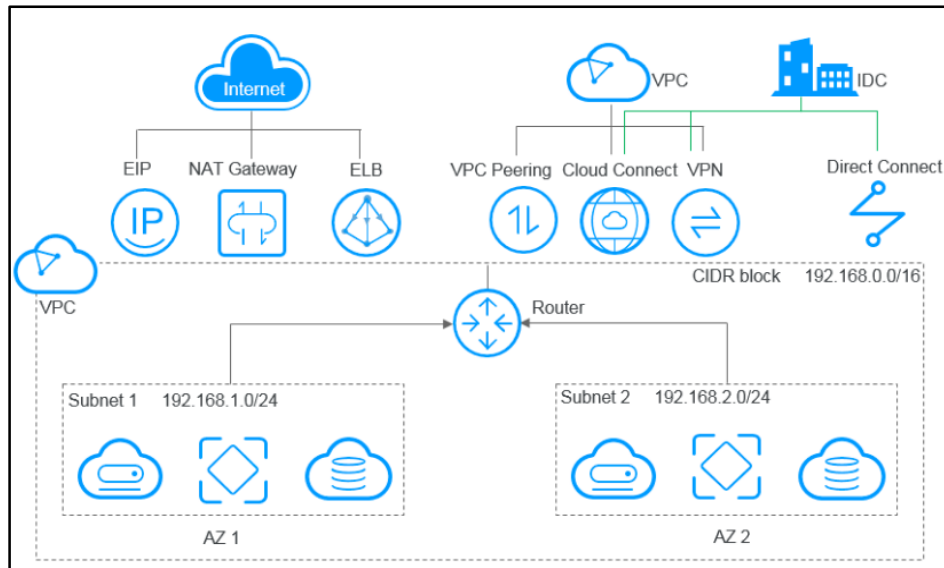 Internet
VPC
IDC
EIP
NAT Gateway
ELB
VPC Peering
Cloud Connect
VPN
Direct Connect
IP
VPC
CIDR block 192.168.0.0/16
Router
Subnet 1 192.168.1.0/24
Subnet 2 192.168.2.0/24
AZ 1
AZ 2